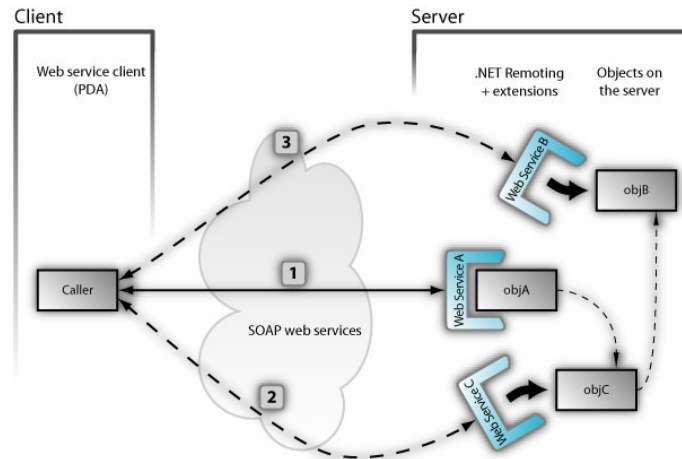 Client
Server
Web service client
(PDA)
.NET Remoting
+ extensions
Objects on
the server
3
Web Service B
objB
1
Caller
Web Service A
objA
SOAP web services
2
Web Service C
objC